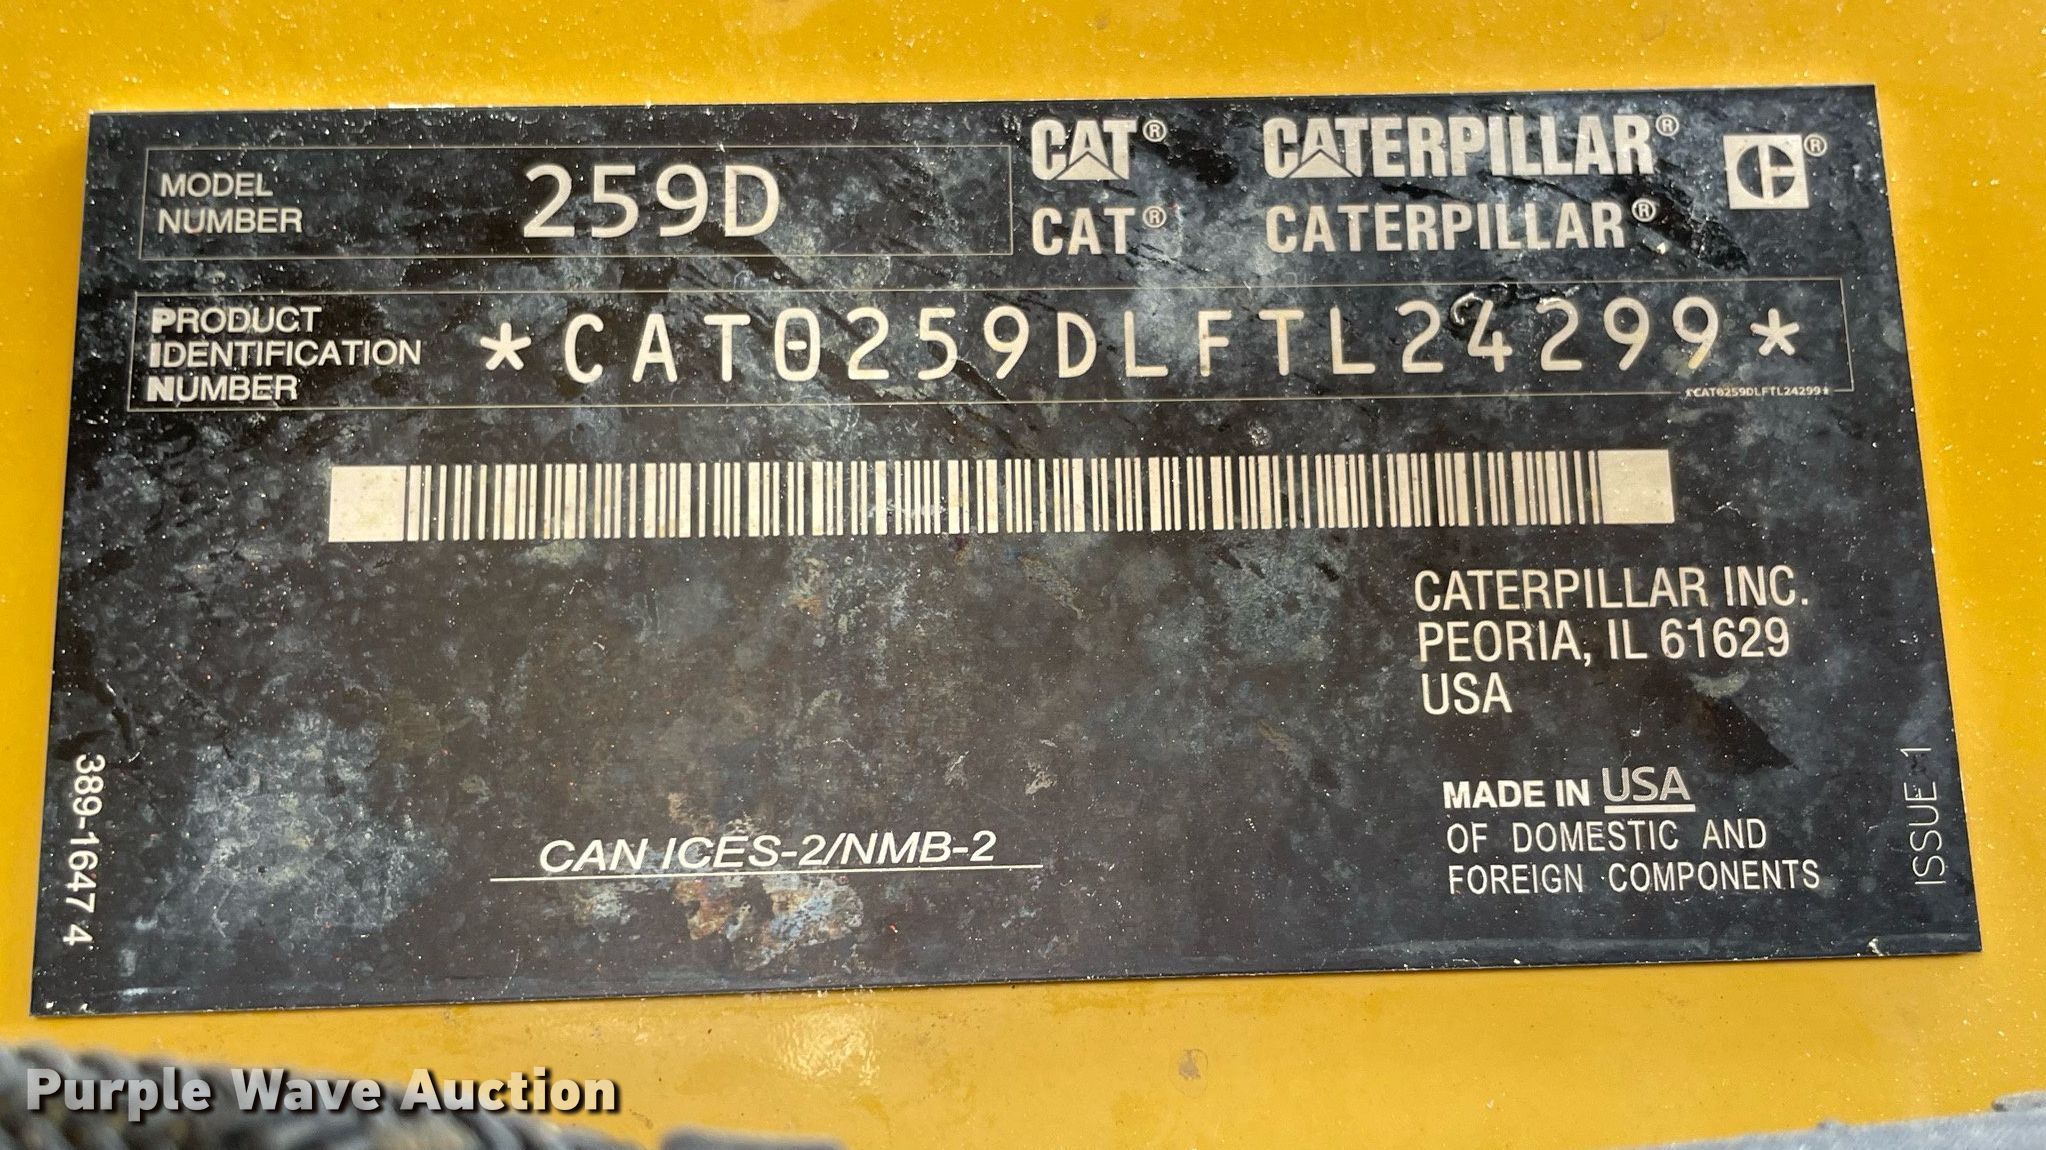 MODEL
NUMBER
259D
CAT® CATERPILLAR®
CAT® CATERPILLAR®
PRODUCT
IDENTIFICATION
NUMBER
*CAT0259DLFTL24299*
*CAT0259DLFTL24299*
CATERPILLAR INC.
PEORIA, IL 61629
USA
MADE IN USA
OF DOMESTIC AND
FOREIGN COMPONENTS
CAN ICES-2/NMB-2
389-1647 4
ISSUE-1
Purple Wave Auction